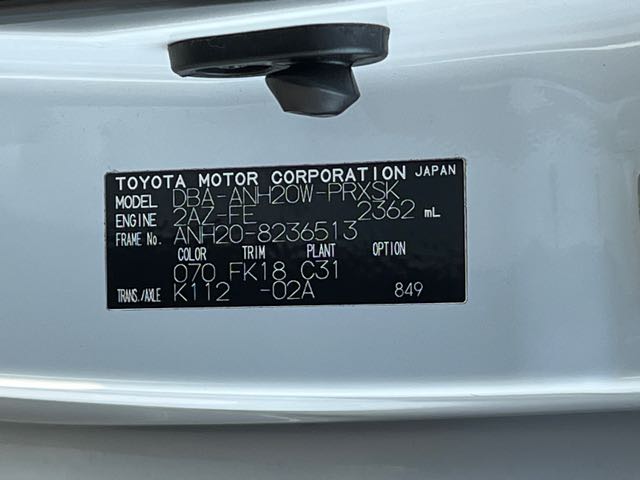 TOYOTA MOTOR CORPORATION JAPAN
MODEL DBA-ANH20W-PRXSK
ENGINE 2AZ-FE 2362 mL
FRAME No. ANH20-8236513
COLOR TRIM PLANT OPTION
070 FK18 C31
TRANS./AXLE K112 -02A 849